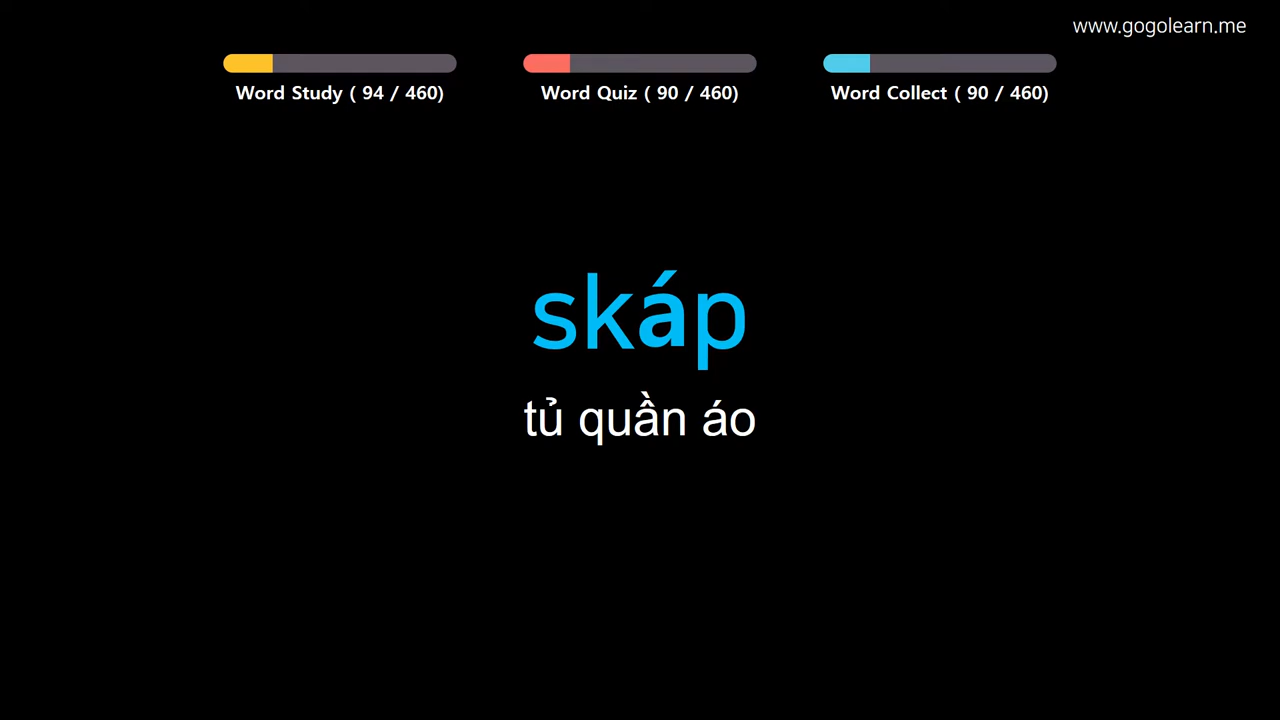 www.gogolearn.me
Word Study ( 94 / 460)
Word Quiz ( 90 / 460)
Word Collect ( 90 / 460)
skáp
tủ quần áo